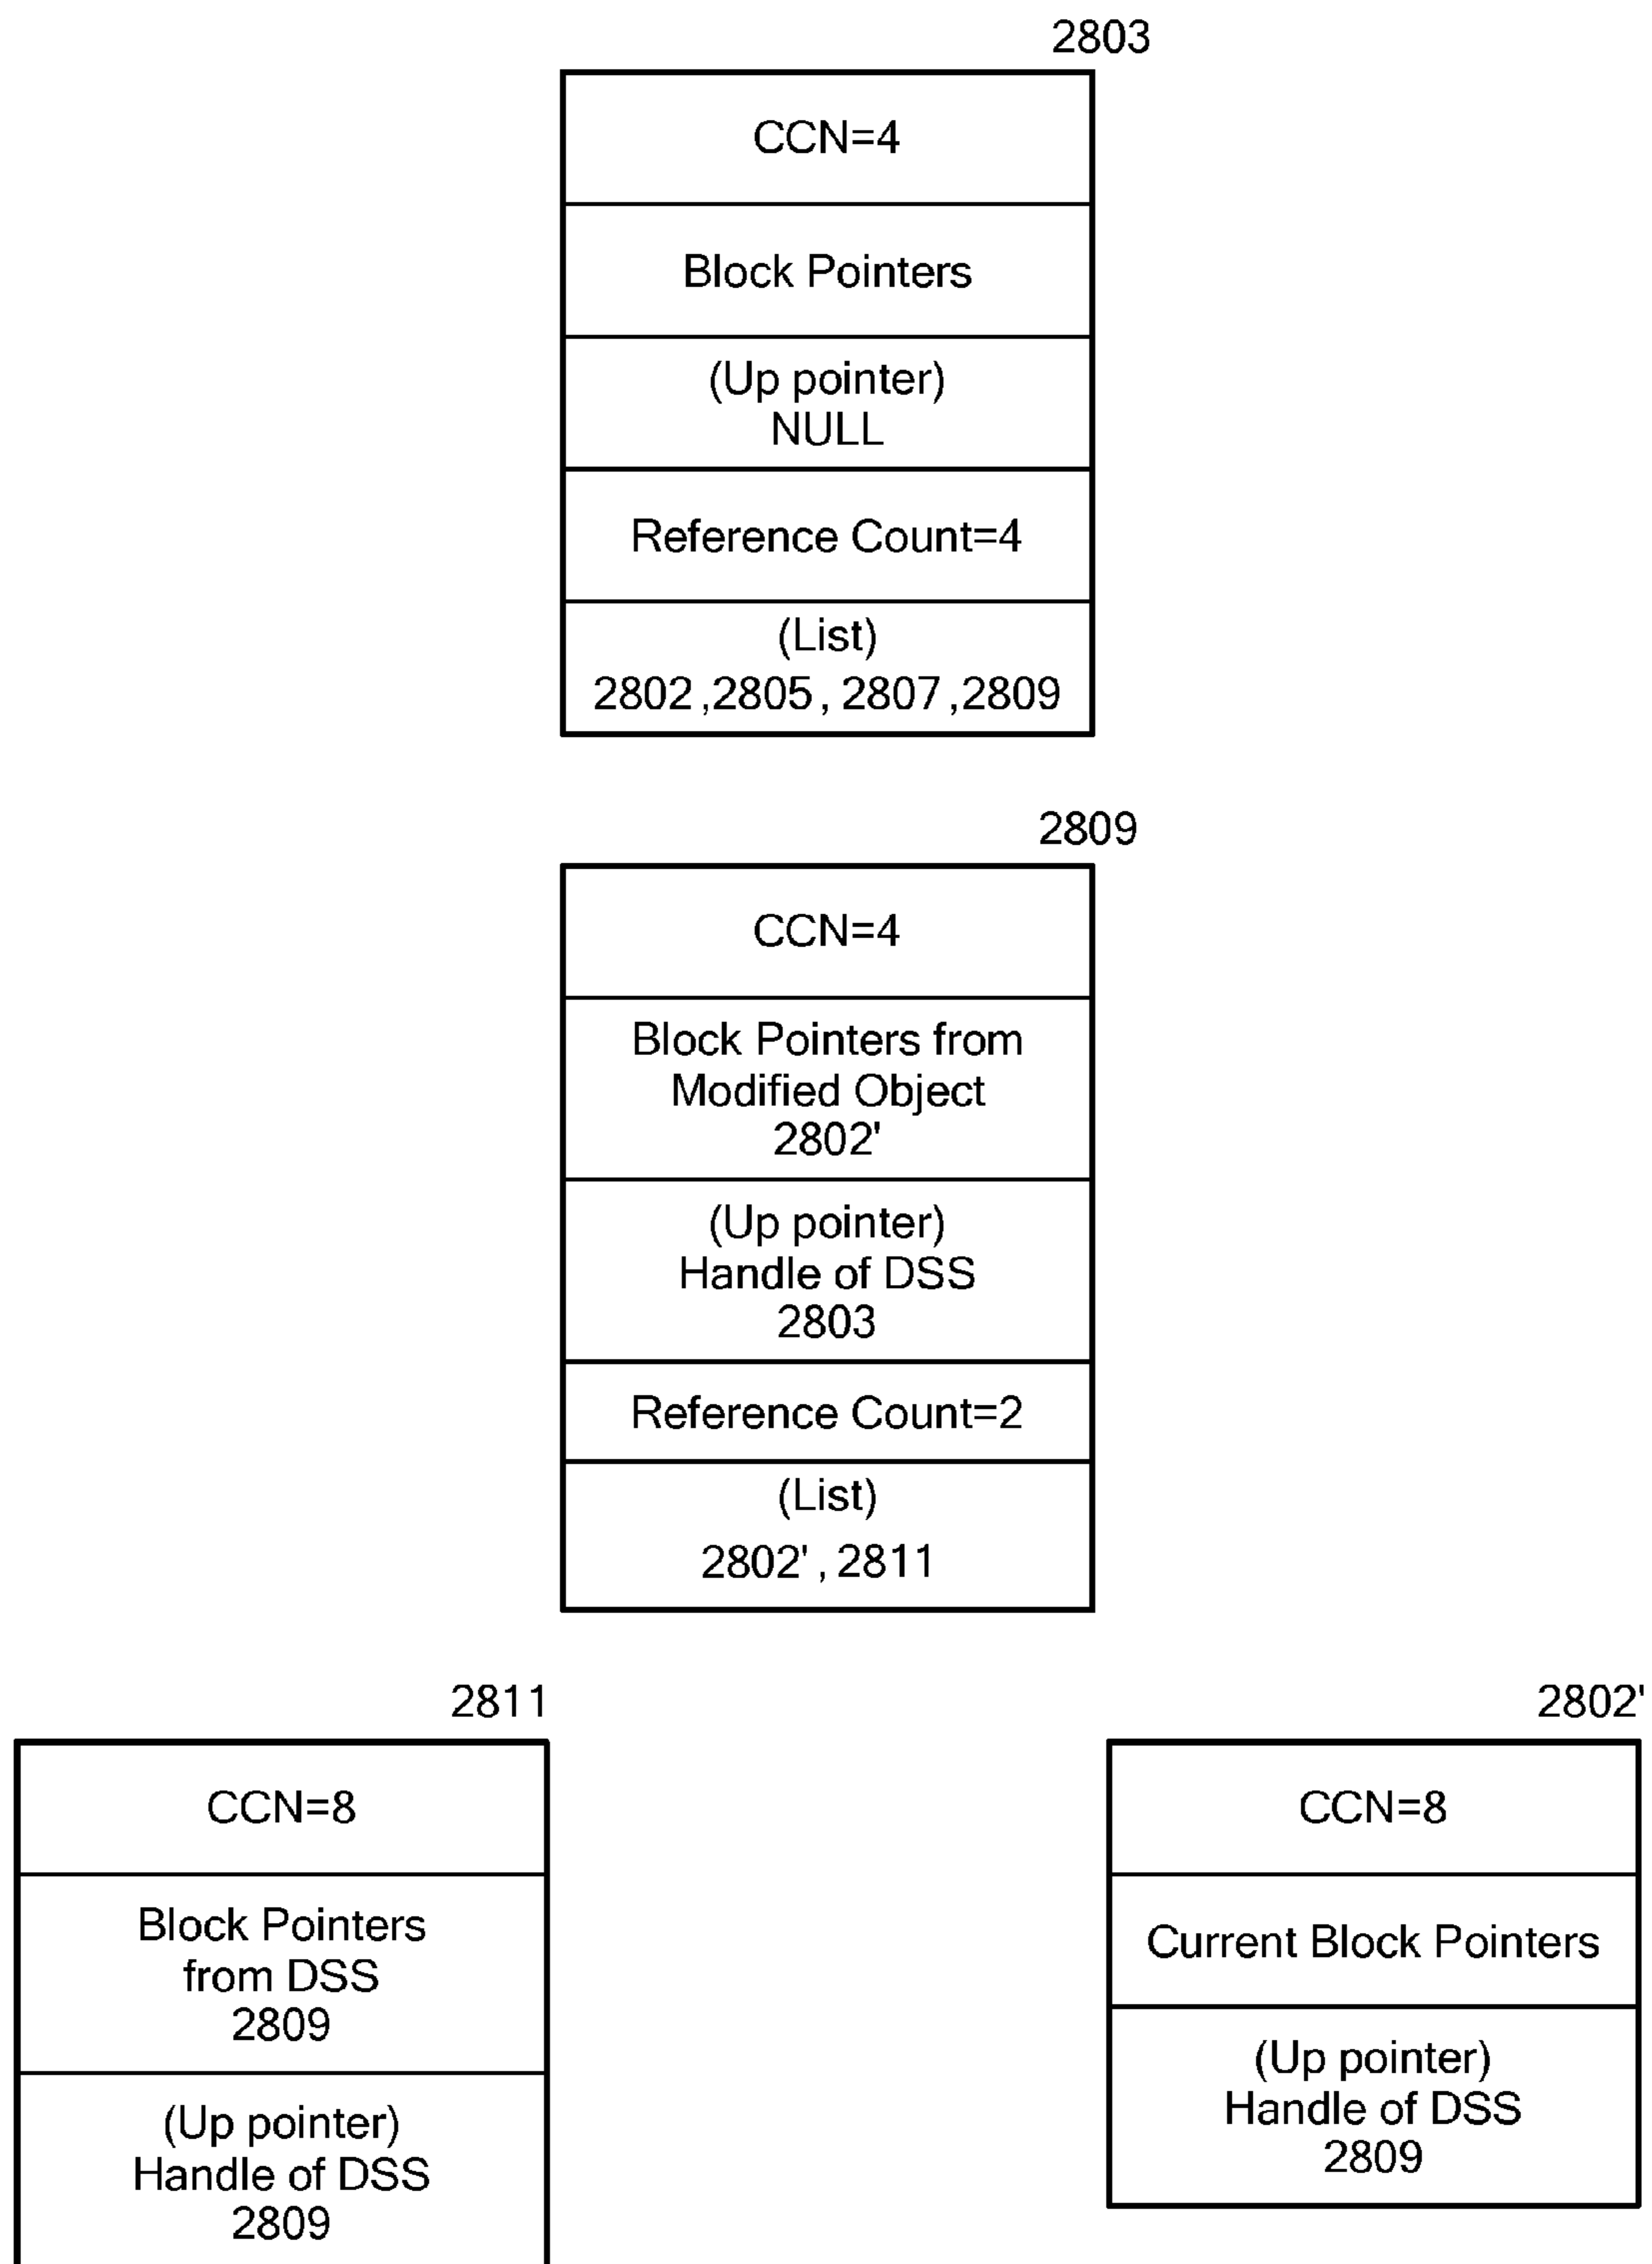 2803
CCN=4
Block Pointers
(Up pointer)
NULL
Reference Count=4
(List)
2802 ,2805, 2807 ,2809
2809
CCN=4
Block Pointers from
Modified Object
2802'
(Up pointer)
Handle of DSS
2803
Reference Count=2
(List)
2802' , 2811
2811
CCN=8
Block Pointers
from DSS
2809
(Up pointer)
Handle of DSS
2809
2802'
CCN=8
Current Block Pointers
(Up pointer)
Handle of DSS
2809